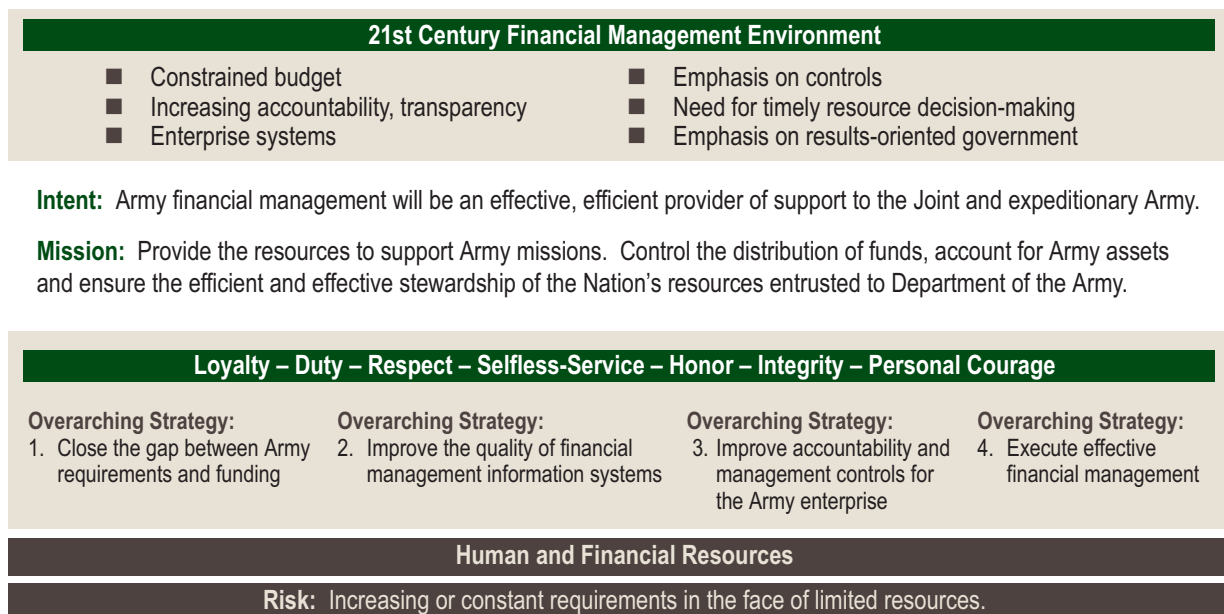 21st Century Financial Management Environment
■ Constrained budget
■ Increasing accountability, transparency
■ Enterprise systems
■ Emphasis on controls
■ Need for timely resource decision-making
■ Emphasis on results-oriented government
Intent: Army financial management will be an effective, efficient provider of support to the Joint and expeditionary Army.
Mission: Provide the resources to support Army missions. Control the distribution of funds, account for Army assets
and ensure the efficient and effective stewardship of the Nation’s resources entrusted to Department of the Army.
Loyalty – Duty – Respect – Selfless-Service – Honor – Integrity – Personal Courage
Overarching Strategy:
1. Close the gap between Army
requirements and funding
Overarching Strategy:
2. Improve the quality of financial
management information systems
Overarching Strategy:
3. Improve accountability and
management controls for
the Army enterprise
Overarching Strategy:
4. Execute effective
financial management
Human and Financial Resources
Risk: Increasing or constant requirements in the face of limited resources.